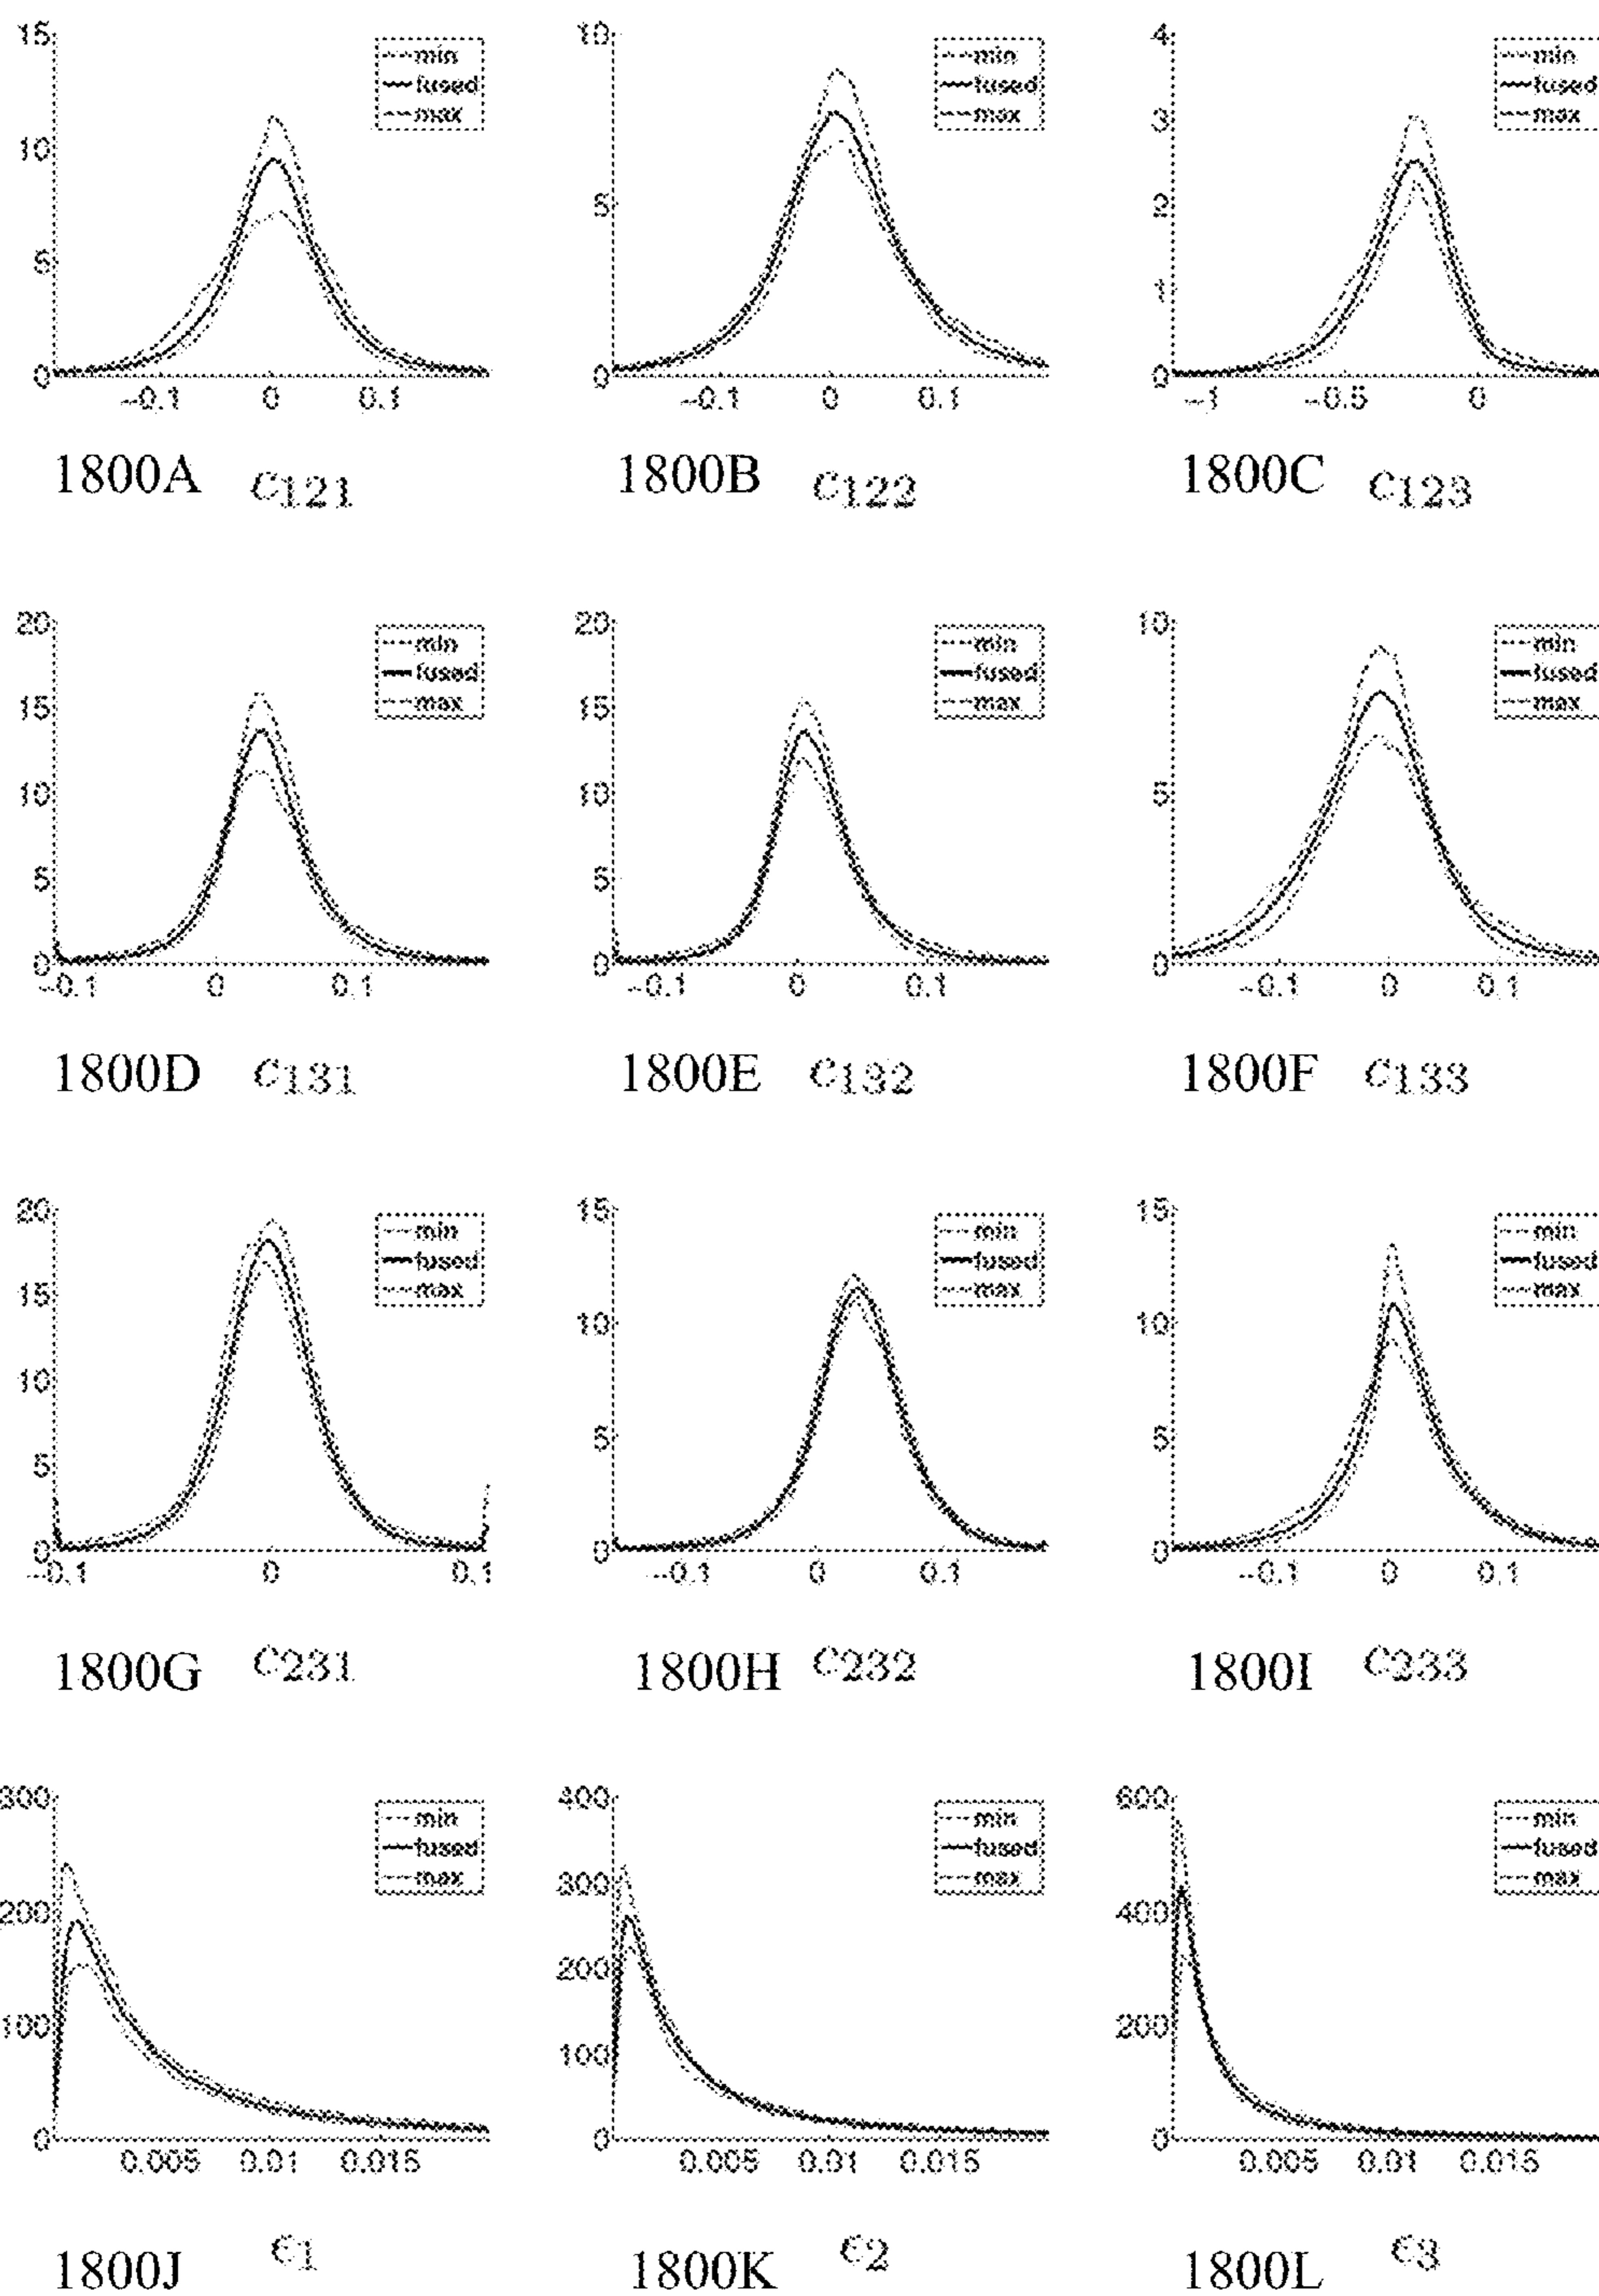 15 10 15 4
min min min
fused fused fused
max max max
3
10
5 2
5
1
0 0 0
-0.1 0 0.1 -0.1 0 0.1 -1 -0.5 0
1800A c121 1800B c122 1800C c123
20 20 10
min min min
fused fused fused
max max max
15 15
10 10 5
5 5
0 0 0
-0.1 0 0.1 -0.1 0 0.1 -0.1 0 0.1
1800D c131 1800E c132 1800F c133
20 15 15
min min min
fused fused fused
max max max
15 10 10
10
5 5 5
0 0 0
-0.1 0 0.1 -0.1 0 0.1 -0.1 0 0.1
1800G c231 1800H c232 1800I c233
300 400 600
min min min
fused fused fused
max max max
300
200 400
200
100 100 200
0 0 0
0.005 0.01 0.015 0.005 0.01 0.015 0.005 0.01 0.015
1800J ϵ1 1800K ϵ2 1800L ϵ3